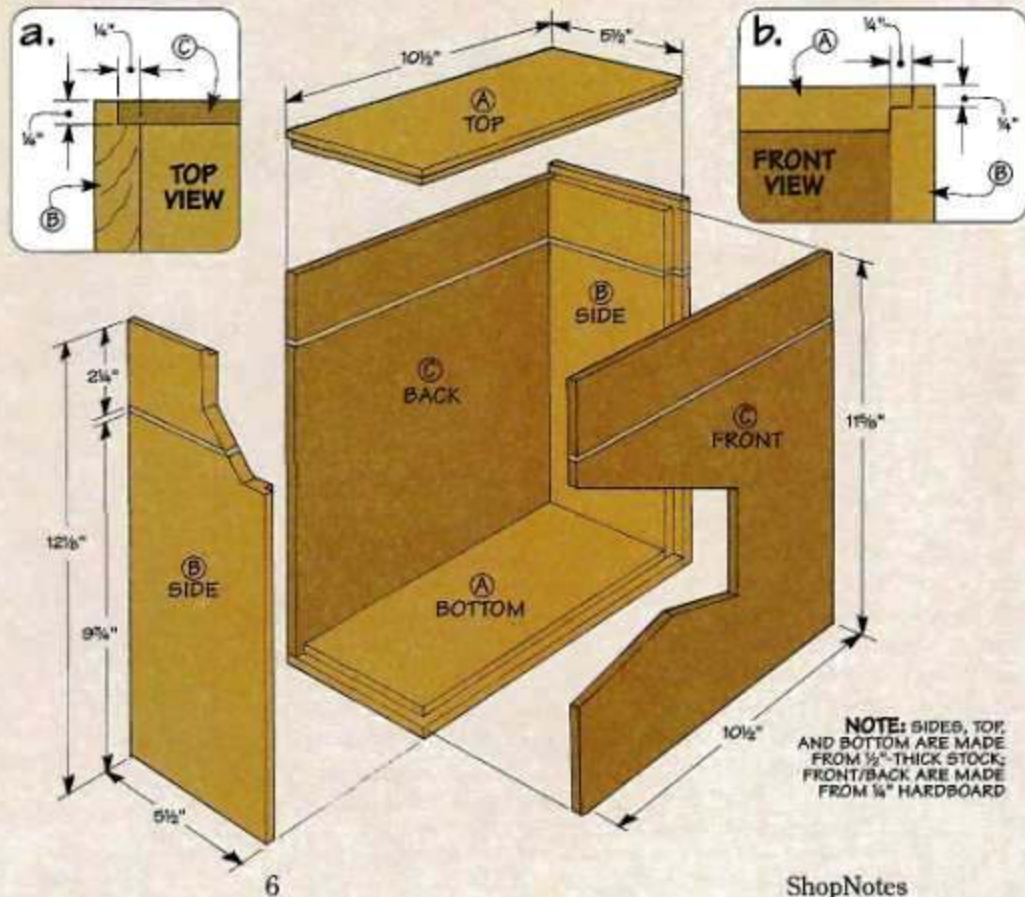 a.
¼"
Ⓒ
¼"
TOP
VIEW
Ⓑ
10½"
5½"
Ⓐ
TOP
b.
Ⓐ
¼"
¼"
FRONT
VIEW
Ⓑ
Ⓑ
SIDE
Ⓒ
BACK
Ⓒ
FRONT
2¼"
12⅛"
9¾"
Ⓑ
SIDE
Ⓐ
BOTTOM
11⅝"
10½"
5½"
NOTE: SIDES, TOP,
AND BOTTOM ARE MADE
FROM ½"-THICK STOCK;
FRONT/BACK ARE MADE
FROM ¼" HARDBOARD
6
ShopNotes